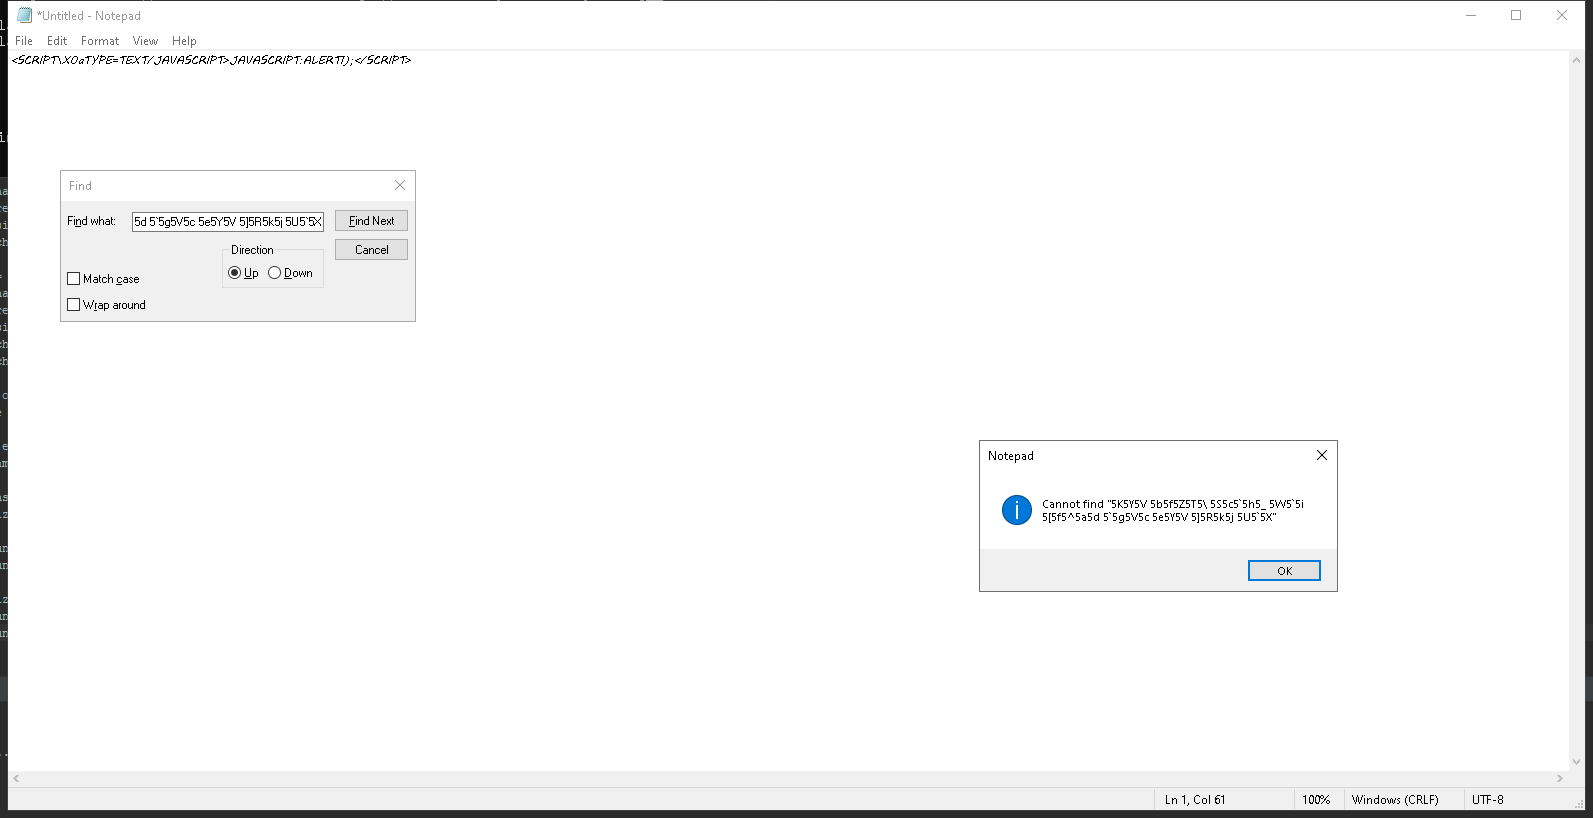 *Untitled - Notepad
File Edit Format View Help
<SCRIPT\X0aTYPE=TEXT/JAVASCRIPT>JAVASCRIPT:ALERT1);</SCRIPT>
Find
Find what: 5d 5`5g5V5c 5e5Y5V 5]5R5k5j 5U5`5X Find Next
Direction Cancel
Up Down
Match case
Wrap around
Notepad
Cannot find "5K5Y5V 5b5f5Z5T5\ 5S5c5`5h5_ 5W5`5i
5[5f5^5a5d 5`5g5V5c 5e5Y5V 5]5R5k5j 5U5`5X"
OK
Ln 1, Col 61 100% Windows (CRLF) UTF-8